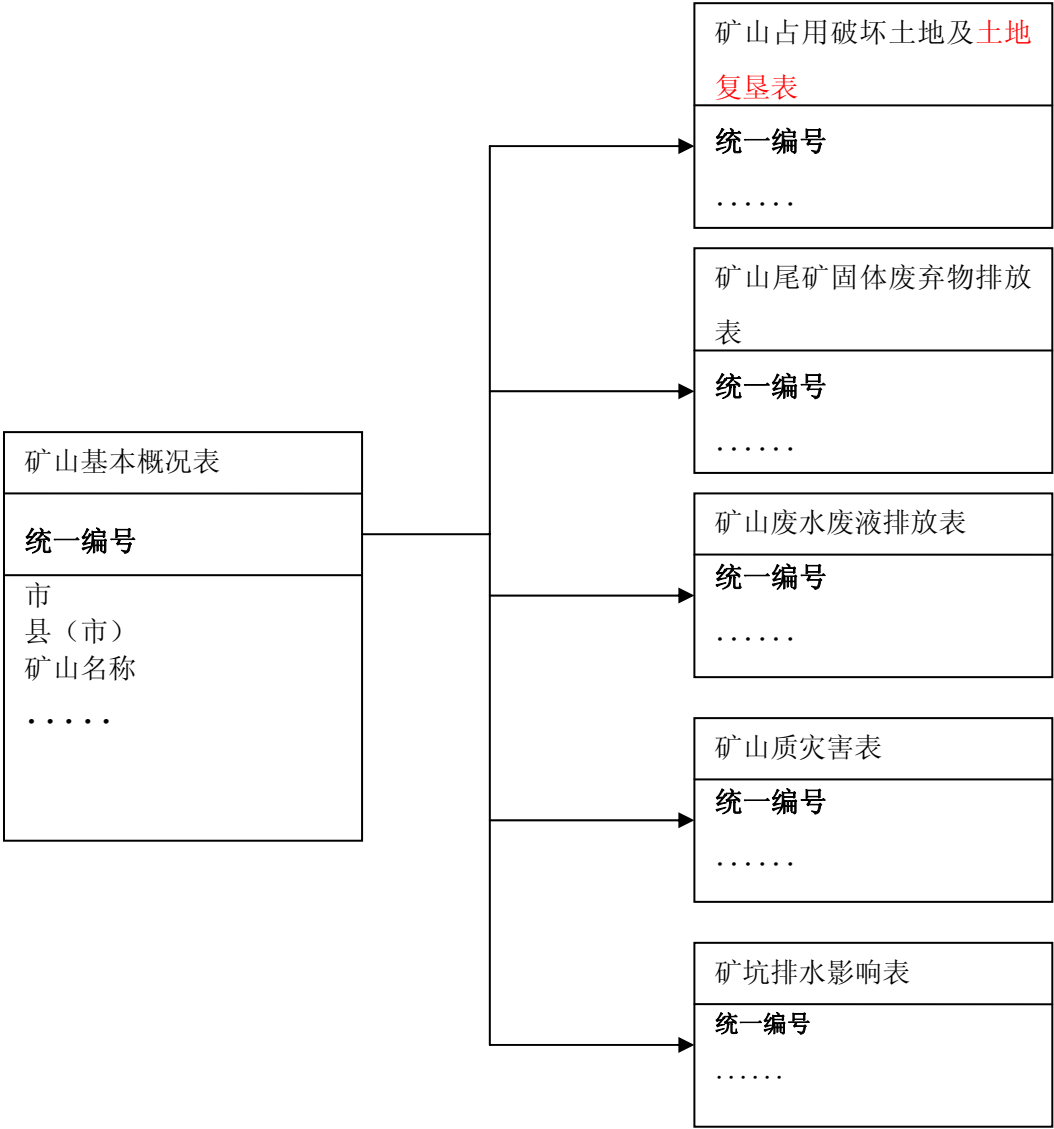 矿山占用破坏土地及土地
复垦表
统一编号
......
矿山尾矿固体废弃物排放
表
统一编号
......
矿山基本概况表
统一编号
市
县（市）
矿山名称
.....
矿山废水废液排放表
统一编号
......
矿山质灾害表
统一编号
......
矿坑排水影响表
统一编号
......